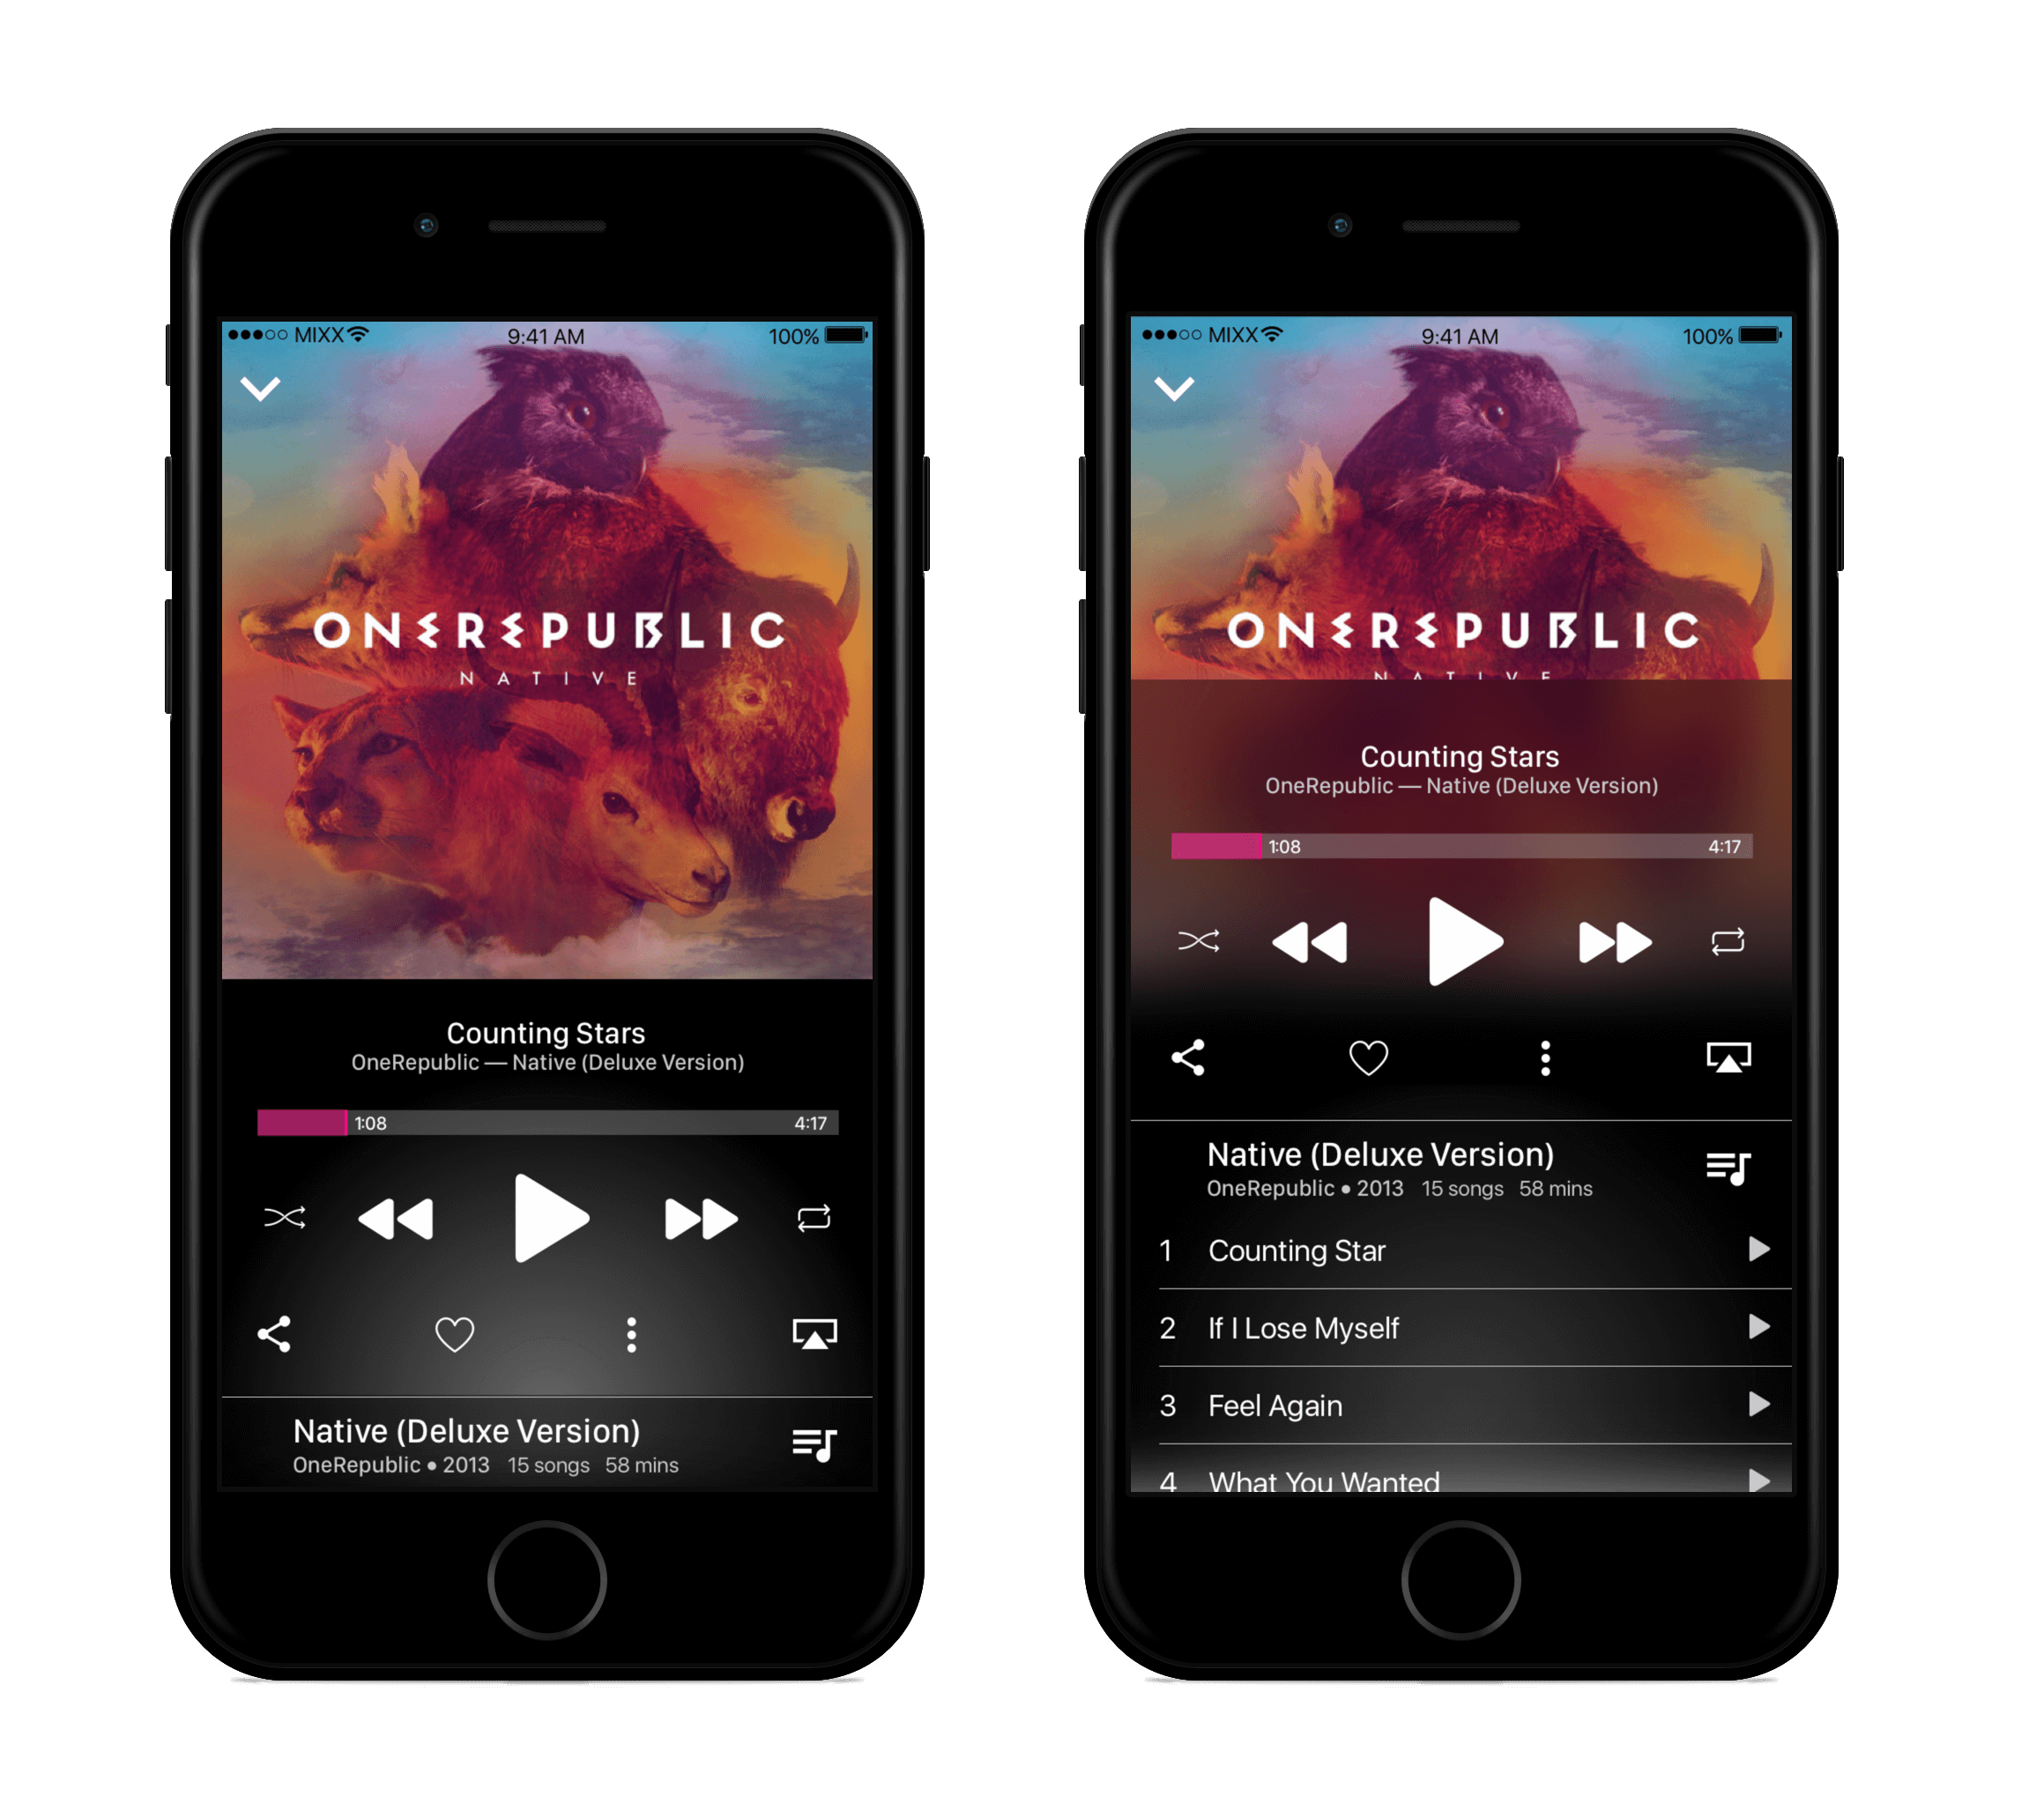 MIXX 9:41 AM 100%
ONEREPUBLIC
NATIVE
Counting Stars
OneRepublic — Native (Deluxe Version)
1:08 4:17
Native (Deluxe Version)
OneRepublic • 2013 15 songs 58 mins
MIXX 9:41 AM 100%
ONEREPUBLIC
NATIVE
Counting Stars
OneRepublic — Native (Deluxe Version)
1:08 4:17
Native (Deluxe Version)
OneRepublic • 2013 15 songs 58 mins
1 Counting Star
2 If I Lose Myself
3 Feel Again
4 What You Wanted